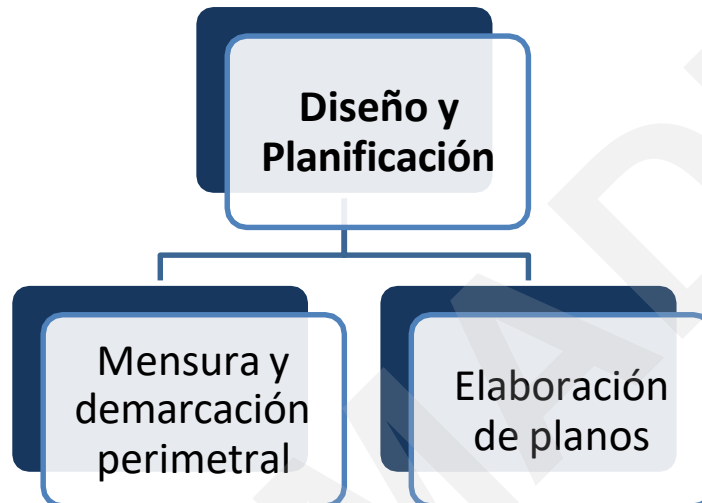 Diseño y
Planificación
Mensura y
demarcación
perimetral
Elaboración
de planos